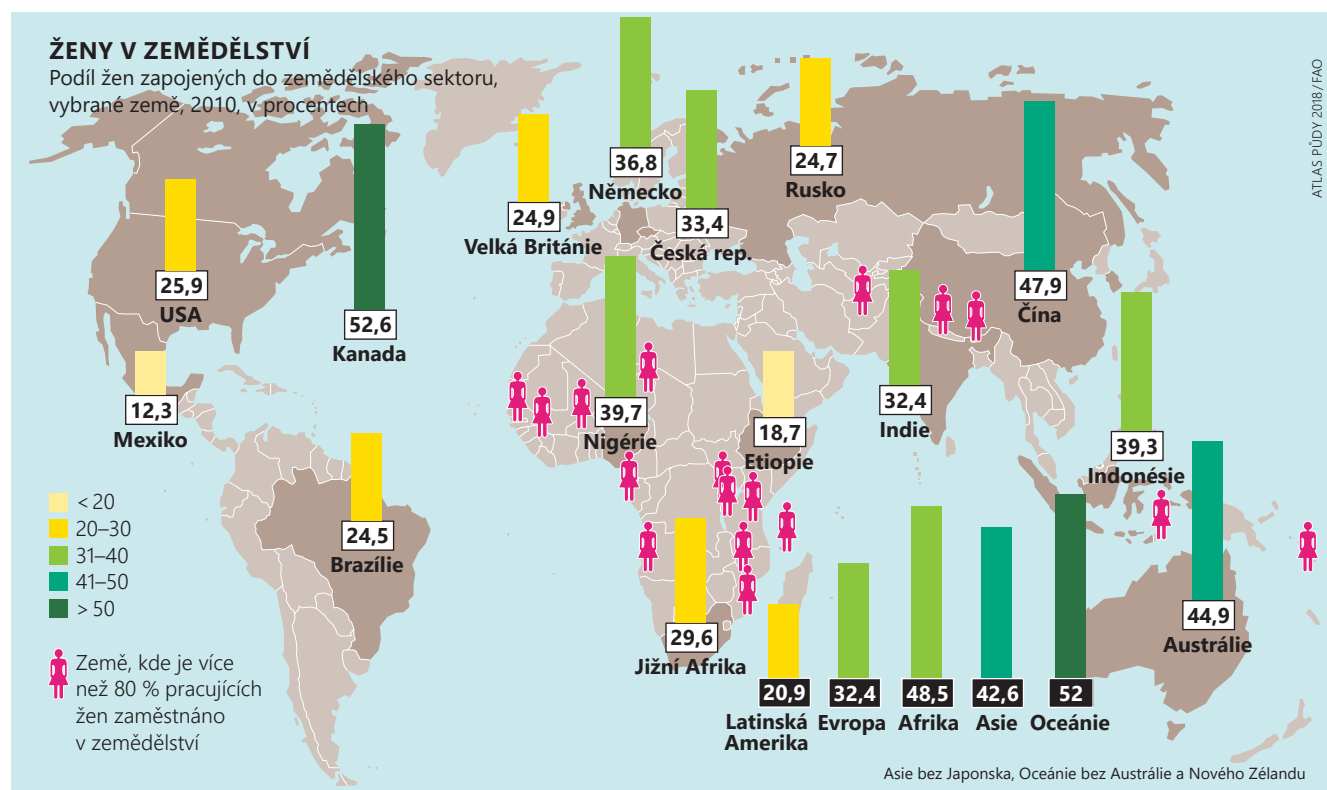 ŽENY V ZEMĚDĚLSTVÍ
Podíl žen zapojených do zemědělského sektoru,
vybrané země, 2010, v procentech
ATLAS PŮDY 2018/FAO
36,8
Německo
33,4
Česká rep.
24,7
Rusko
24,9
Velká Británie
25,9
USA
52,6
Kanada
47,9
Čína
12,3
Mexiko
39,7
Nigérie
18,7
Etiopie
32,4
Indie
39,3
Indonésie
24,5
Brazílie
29,6
Jižní Afrika
44,9
Austrálie
< 20
20–30
31–40
41–50
> 50
Země, kde je více
než 80 % pracujících
žen zaměstnáno
v zemědělství
20,9
Latinská
Amerika
32,4
Evropa
48,5
Afrika
42,6
Asie
52
Oceánie
Asie bez Japonska, Oceánie bez Austrálie a Nového Zélandu